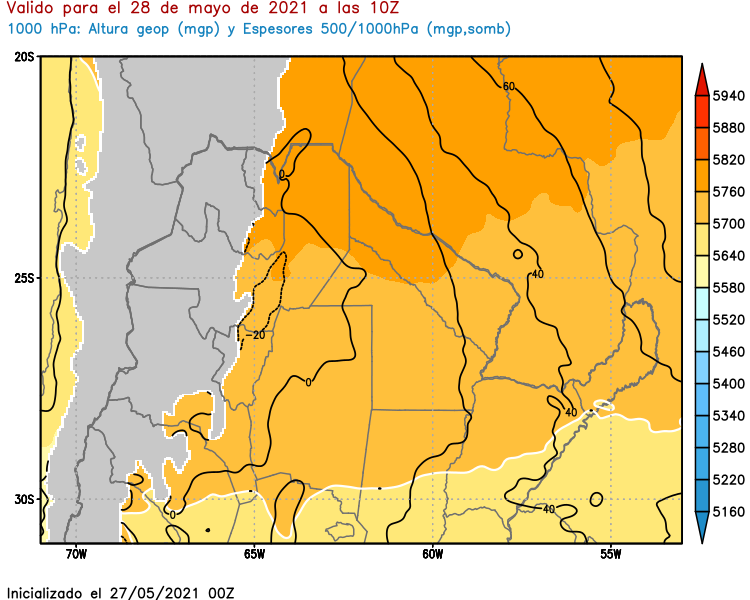 Valido para el 28 de mayo de 2021 a las 10Z
1000 hPa: Altura geop (mgp) y Espesores 500/1000hPa (mgp,somb)
20S
60
5940
5880
5820
0
5760
5700
25S
40
5640
5580
5520
-20
5460
5400
0
5340
40
5280
5220
30S
0
40
5160
70W
65W
60W
55W
Inicializado el 27/05/2021 00Z